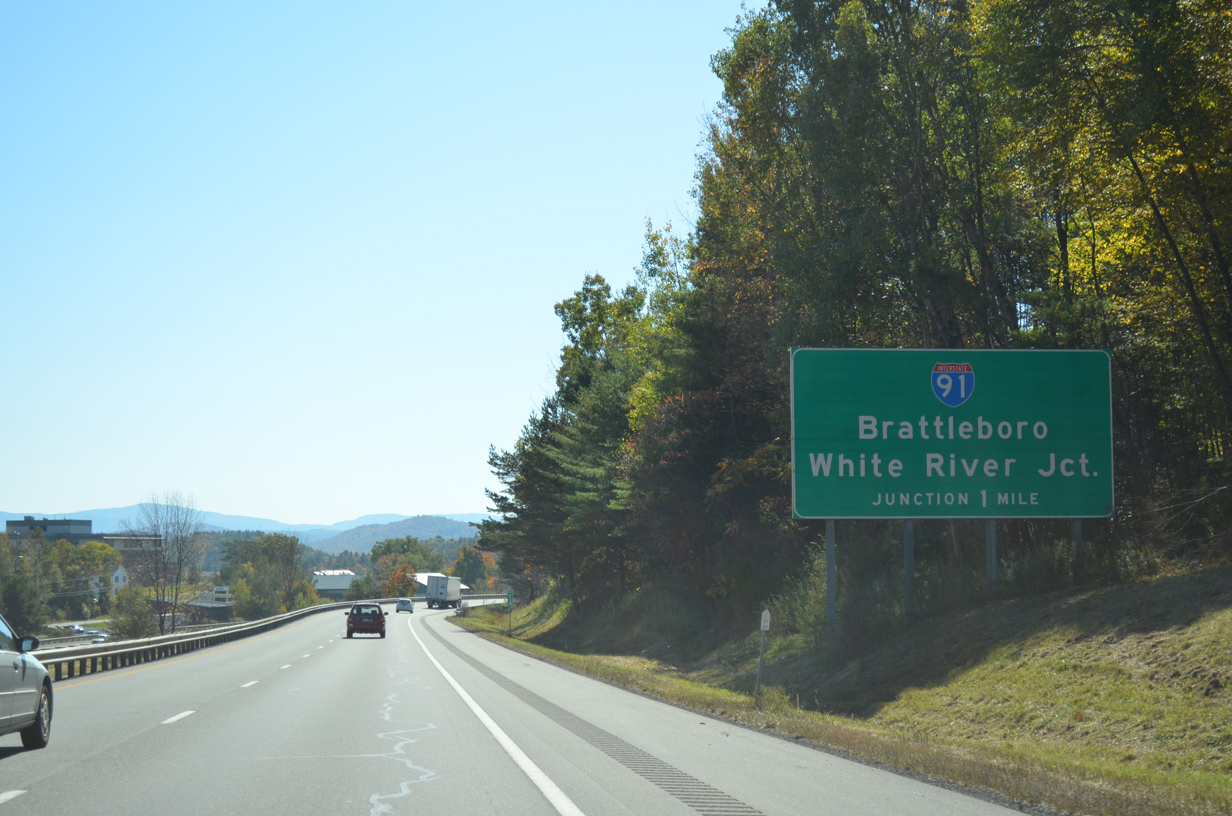 INTERSTATE
91
Brattleboro
White River Jct.
JUNCTION 1 MILE